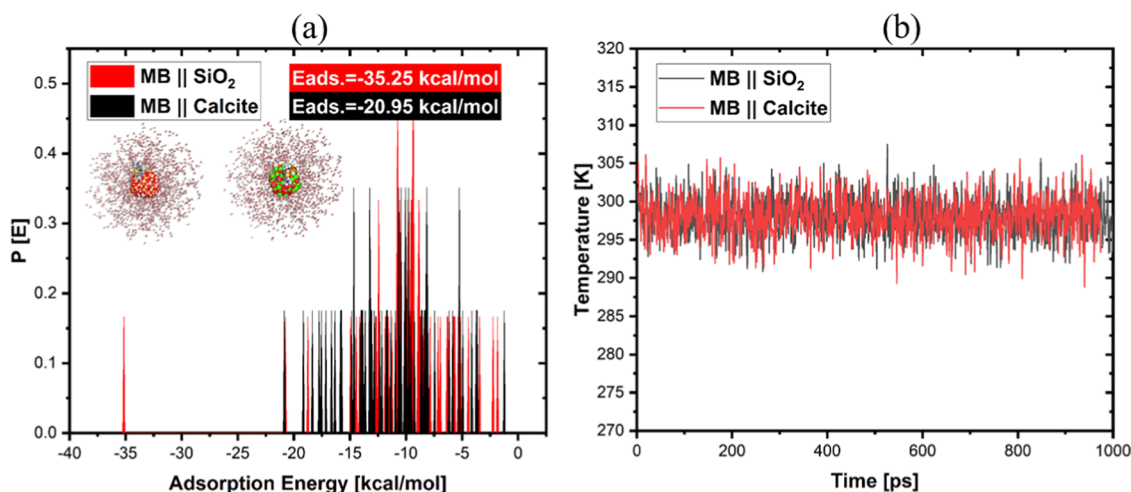 (a)
MB || SiO₂
MB || Calcite
Eads.=-35.25 kcal/mol
Eads.=-20.95 kcal/mol
P [E]
0.5
0.4
0.3
0.2
0.1
0.0
-40 -35 -30 -25 -20 -15 -10 -5 0
Adsorption Energy [kcal/mol]
(b)
MB || SiO₂
MB || Calcite
Temperature [K]
320
315
310
305
300
295
290
285
280
275
270
0 200 400 600 800 1000
Time [ps]